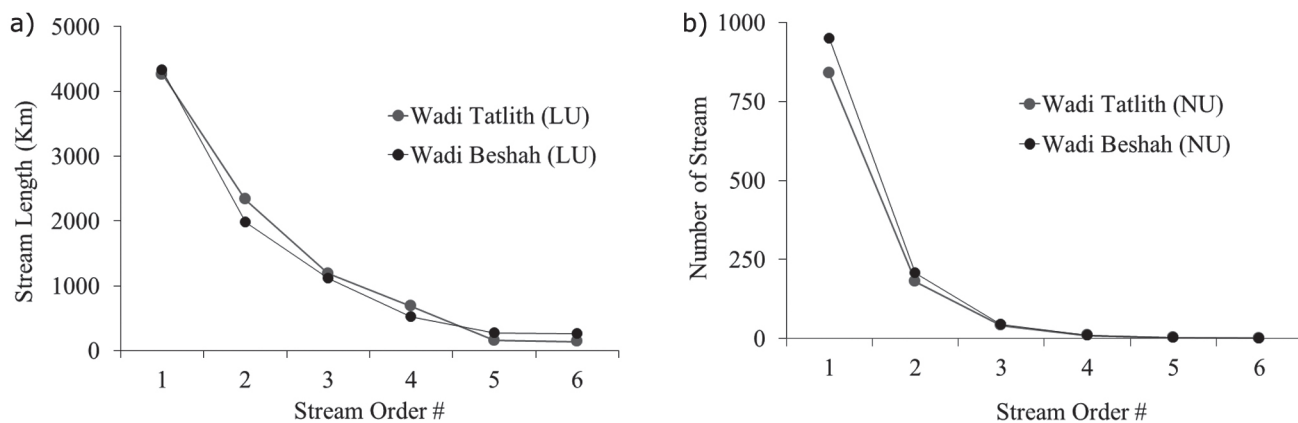 a)
5000
4000
3000
2000
1000
0
Stream Length (Km)
Wadi Tatlith (LU)
Wadi Beshah (LU)
1 2 3 4 5 6
Stream Order #
b)
1000
750
500
250
0
Number of Stream
Wadi Tatlith (NU)
Wadi Beshah (NU)
1 2 3 4 5 6
Stream Order #